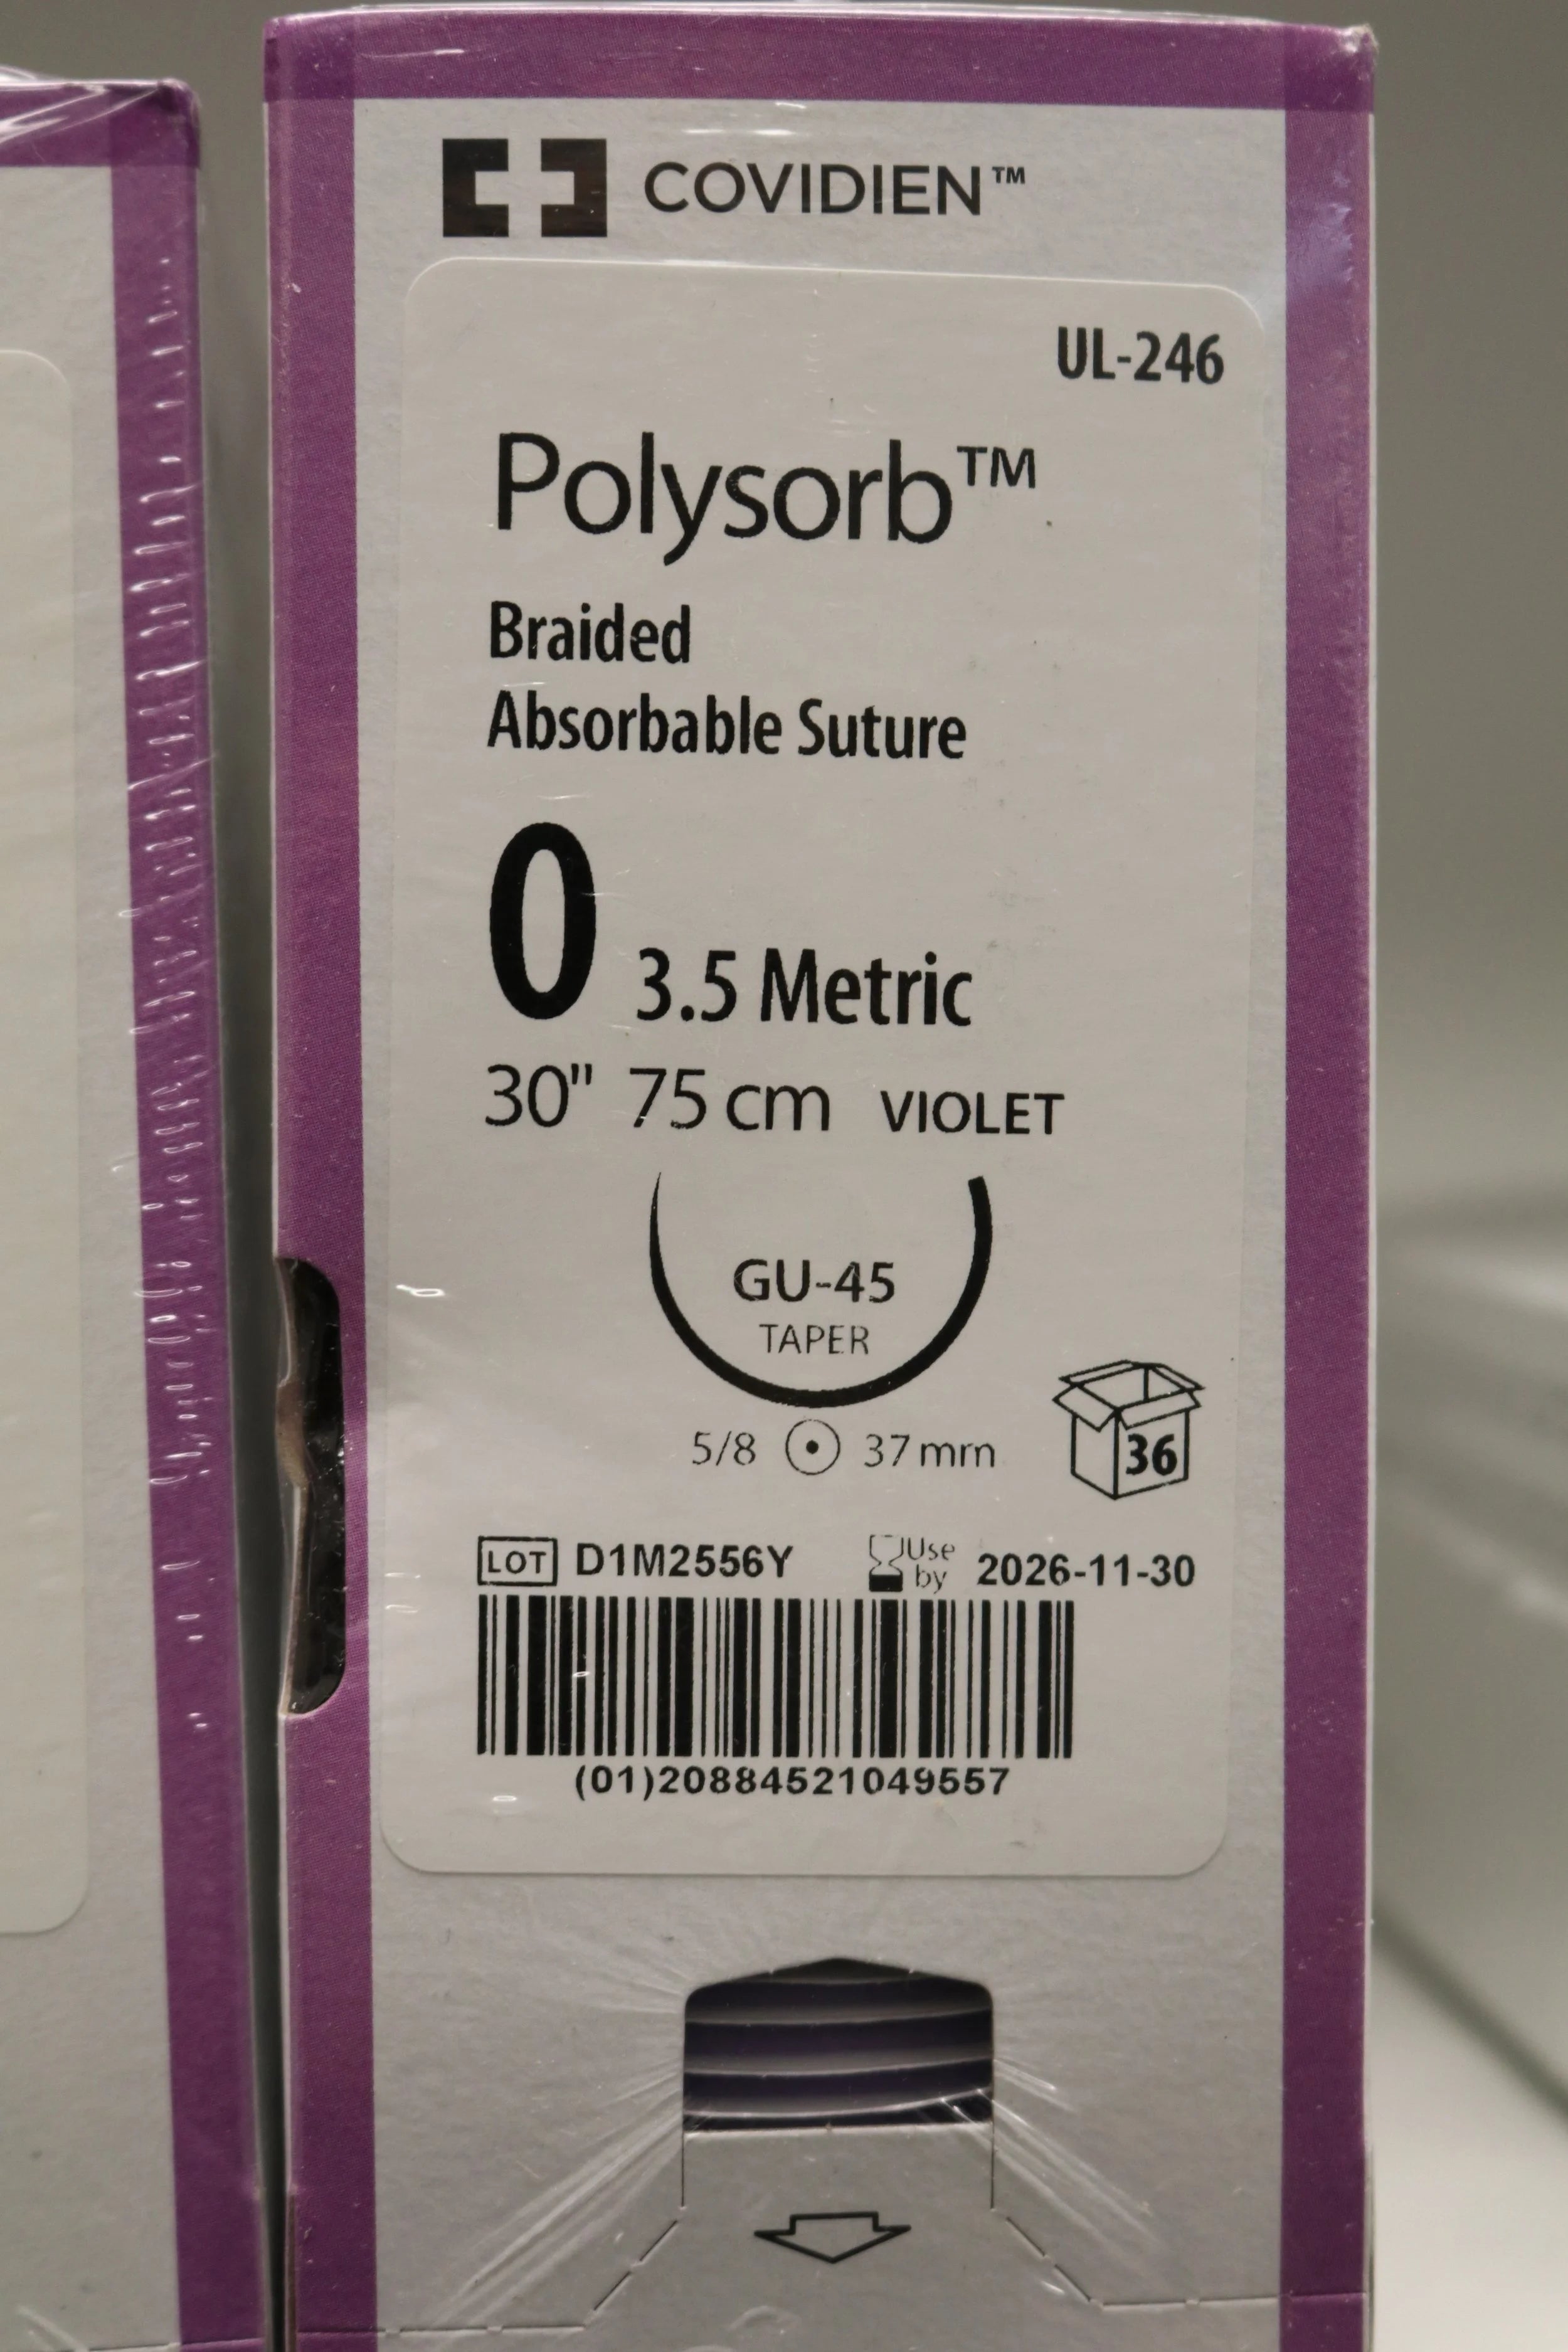 COVIDIEN™
UL-246
Polysorb™
Braided
Absorbable Suture
0 3.5 Metric
30" 75 cm VIOLET
GU-45
TAPER
5/8 37 mm
36
LOT D1M2556Y Use by 2026-11-30
(01)20884521049557